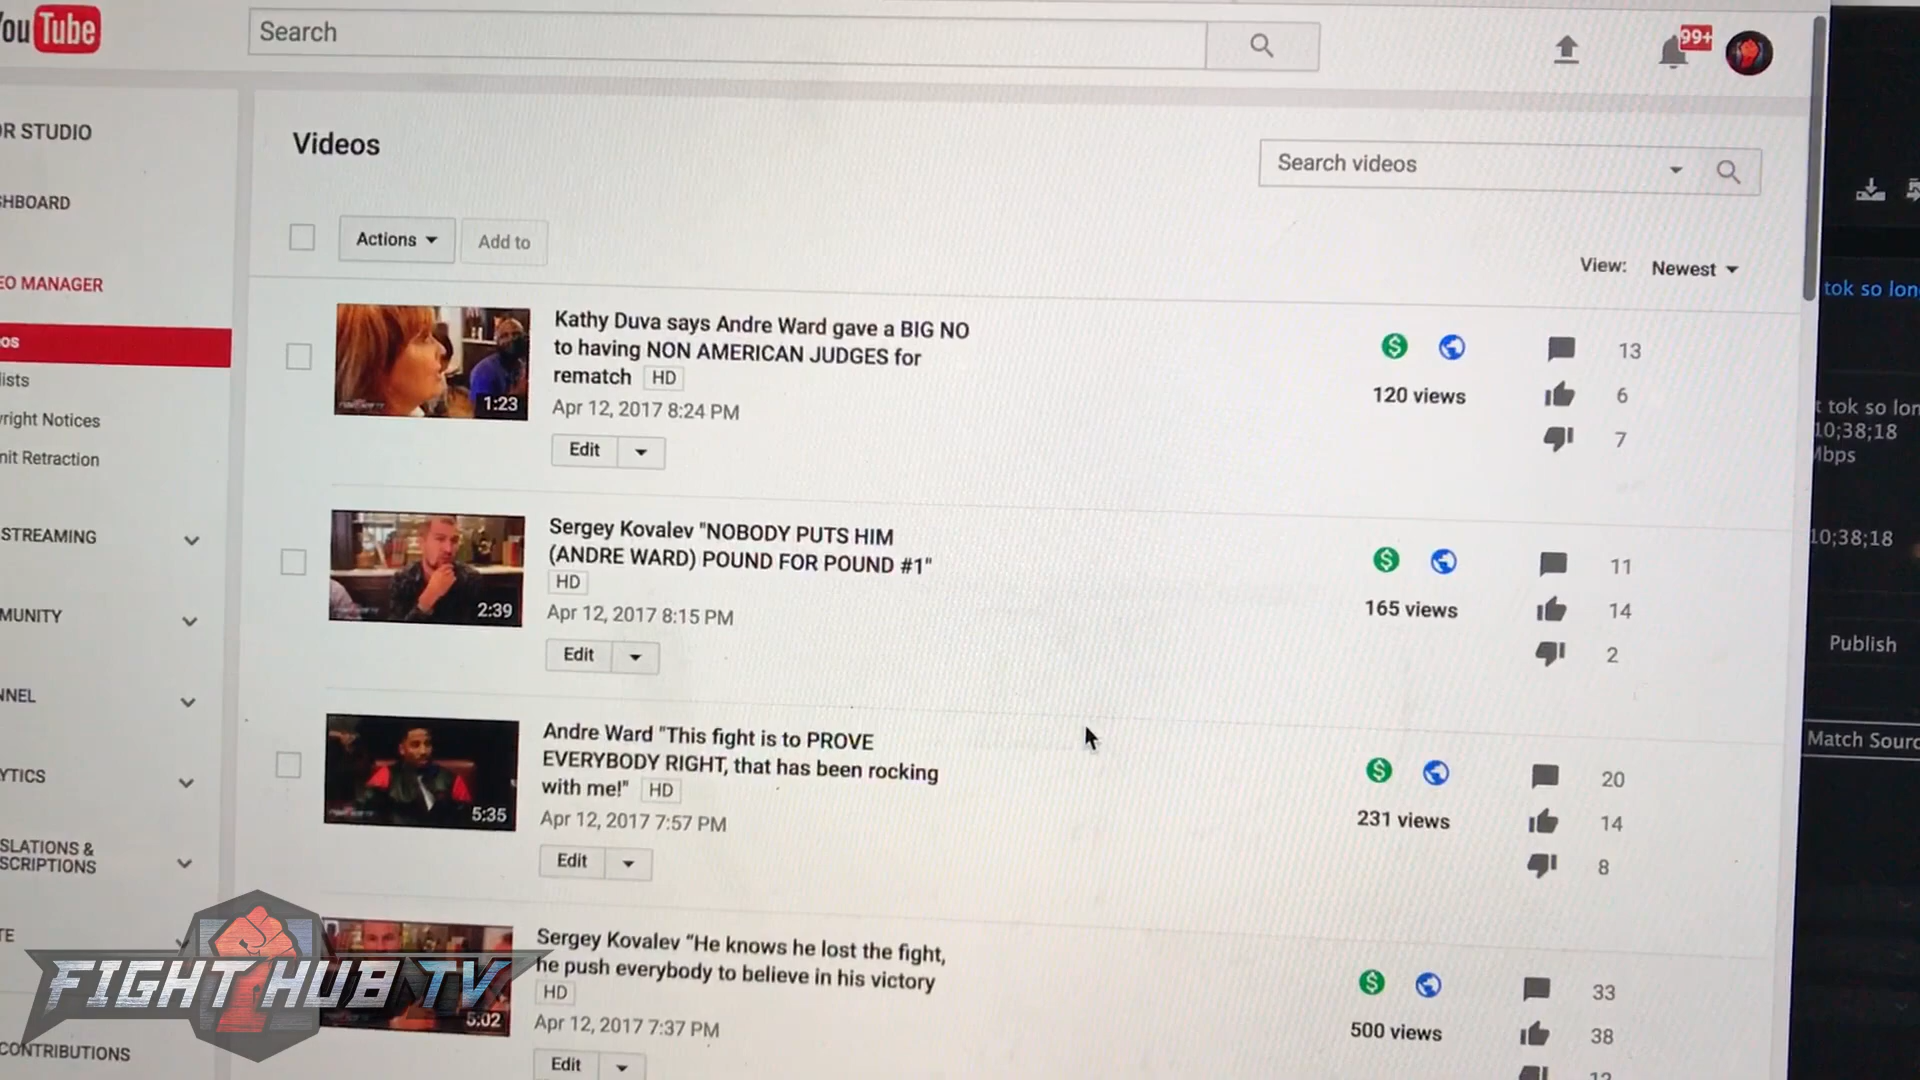 You Tube
Search
99+
OR STUDIO
Videos
Search videos
SHBOARD
Actions
Add to
View: Newest
EO MANAGER
tok so lon
Kathy Duva says Andre Ward gave a BIG NO
to having NON AMERICAN JUDGES for
rematch HD
1:23
Apr 12, 2017 8:24 PM
Edit
120 views
13
6
7
os
ists
right Notices
nit Retraction
t tok so lon
10;38;18
Mbps
Sergey Kovalev "NOBODY PUTS HIM
(ANDRE WARD) POUND FOR POUND #1"
HD
2:39
Apr 12, 2017 8:15 PM
Edit
165 views
11
14
2
STREAMING
10;38;18
MUNITY
Publish
NNEL
Andre Ward "This fight is to PROVE
EVERYBODY RIGHT, that has been rocking
with me!" HD
5:35
Apr 12, 2017 7:57 PM
Edit
231 views
20
14
8
Match Sourc
YTICS
SLATIONS &
SCRIPTIONS
TE
Sergey Kovalev “He knows he lost the fight,
he push everybody to believe in his victory
HD
5:02
Apr 12, 2017 7:37 PM
Edit
500 views
33
38
FIGHT HUB TV
CONTRIBUTIONS